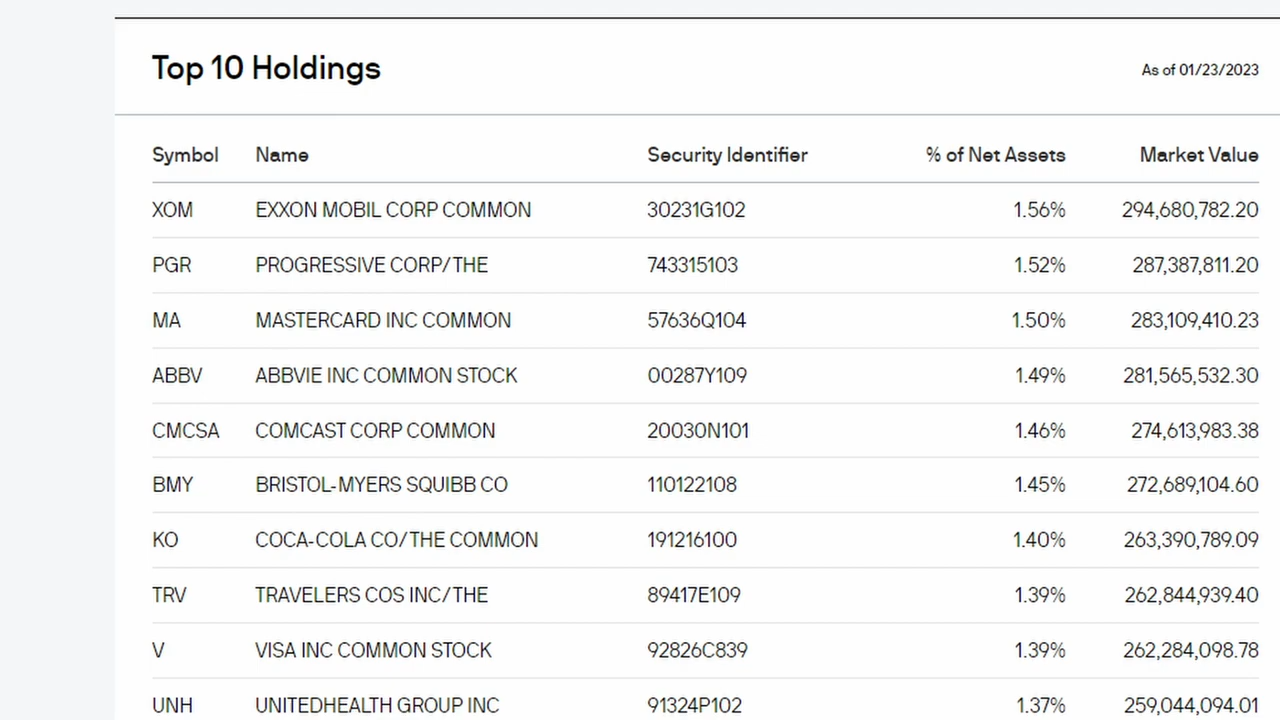 Top 10 Holdings As of 01/23/2023
Symbol Name Security Identifier % of Net Assets Market Value
XOM EXXON MOBIL CORP COMMON 30231G102 1.56% 294,680,782.20
PGR PROGRESSIVE CORP/THE 743315103 1.52% 287,387,811.20
MA MASTERCARD INC COMMON 57636Q104 1.50% 283,109,410.23
ABBV ABBVIE INC COMMON STOCK 00287Y109 1.49% 281,565,532.30
CMCSA COMCAST CORP COMMON 20030N101 1.46% 274,613,983.38
BMY BRISTOL-MYERS SQUIBB CO 110122108 1.45% 272,689,104.60
KO COCA-COLA CO/THE COMMON 191216100 1.40% 263,390,789.09
TRV TRAVELERS COS INC/THE 89417E109 1.39% 262,844,939.40
V VISA INC COMMON STOCK 92826C839 1.39% 262,284,098.78
UNH UNITEDHEALTH GROUP INC 91324P102 1.37% 259,044,094.01